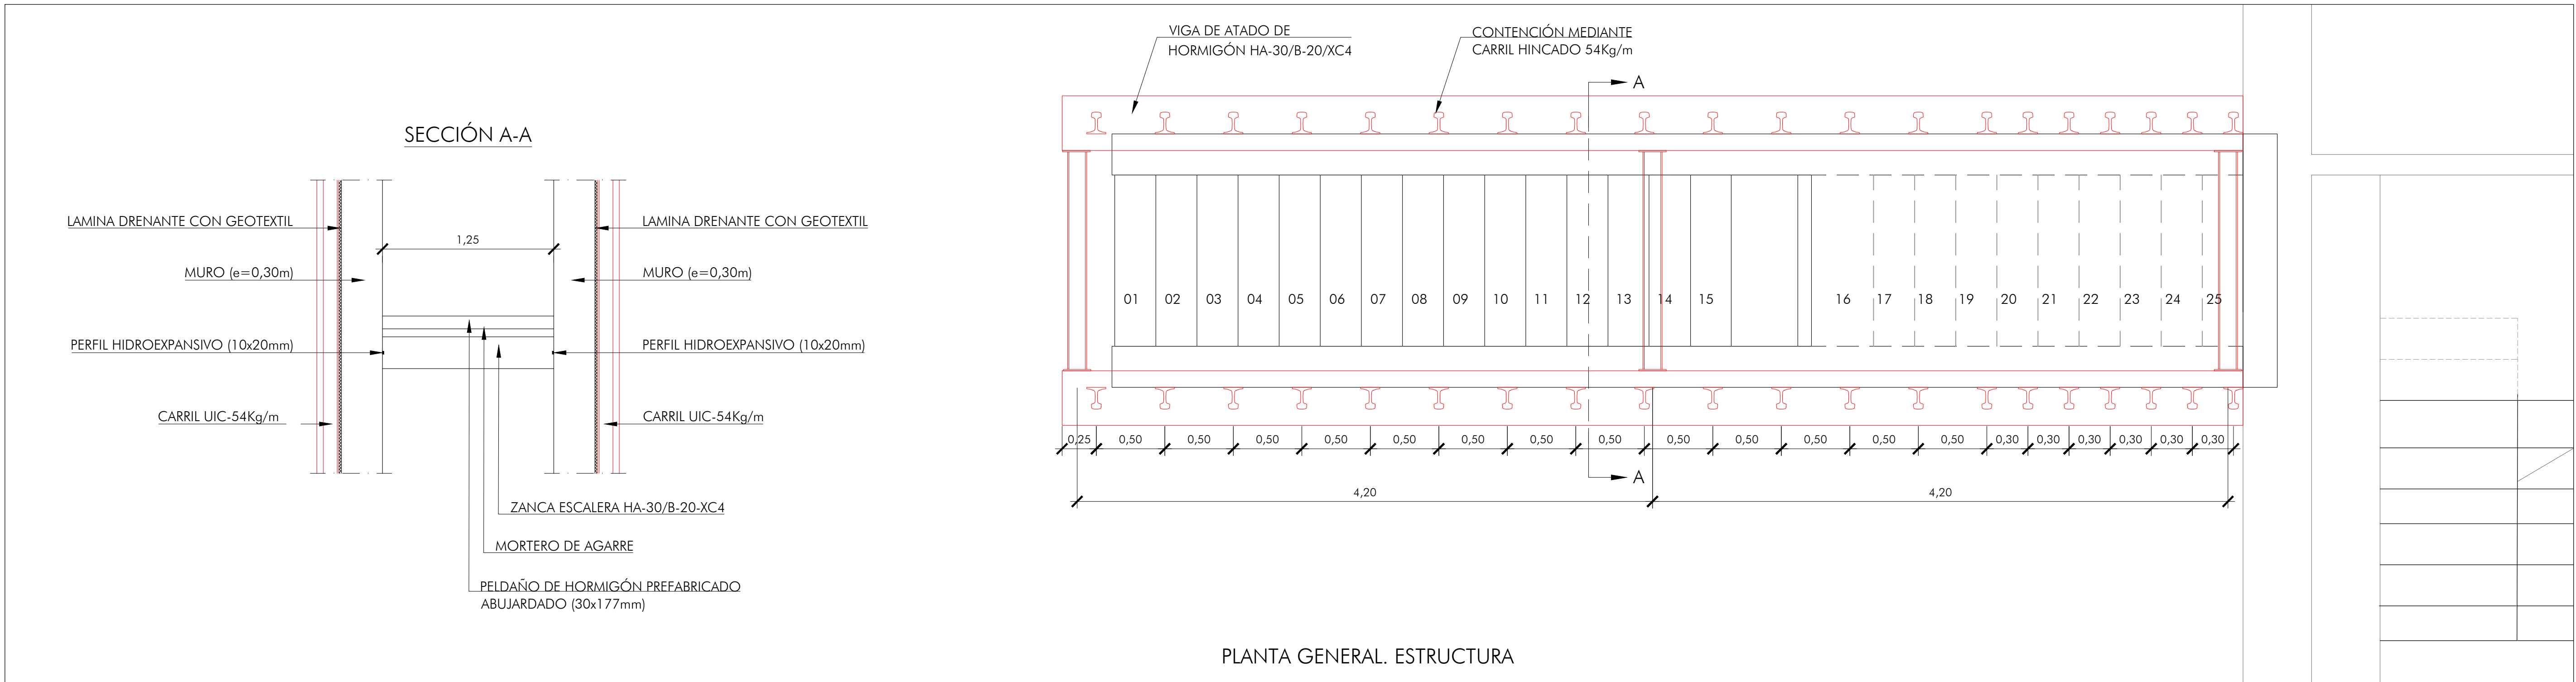 SECCIÓN A-A
LAMINA DRENANTE CON GEOTEXTIL
LAMINA DRENANTE CON GEOTEXTIL
1,25
MURO (e=0,30m)
MURO (e=0,30m)
PERFIL HIDROEXPANSIVO (10x20mm)
PERFIL HIDROEXPANSIVO (10x20mm)
CARRIL UIC-54Kg/m
CARRIL UIC-54Kg/m
ZANCA ESCALERA HA-30/B-20-XC4
MORTERO DE AGARRE
PELDAÑO DE HORMIGÓN PREFABRICADO
ABUJARDADO (30x177mm)
VIGA DE ATADO DE
HORMIGÓN HA-30/B-20/XC4
CONTENCIÓN MEDIANTE
CARRIL HINCADO 54Kg/m
A
01 02 03 04 05 06 07 08 09 10 11 12 13 14 15 16 17 18 19 20 21 22 23 24 25
0,25 0,50 0,50 0,50 0,50 0,50 0,50 0,50 0,50 0,50 0,50 0,50 0,50 0,50 0,30 0,30 0,30 0,30 0,30 0,30
A
4,20 4,20
PLANTA GENERAL. ESTRUCTURA